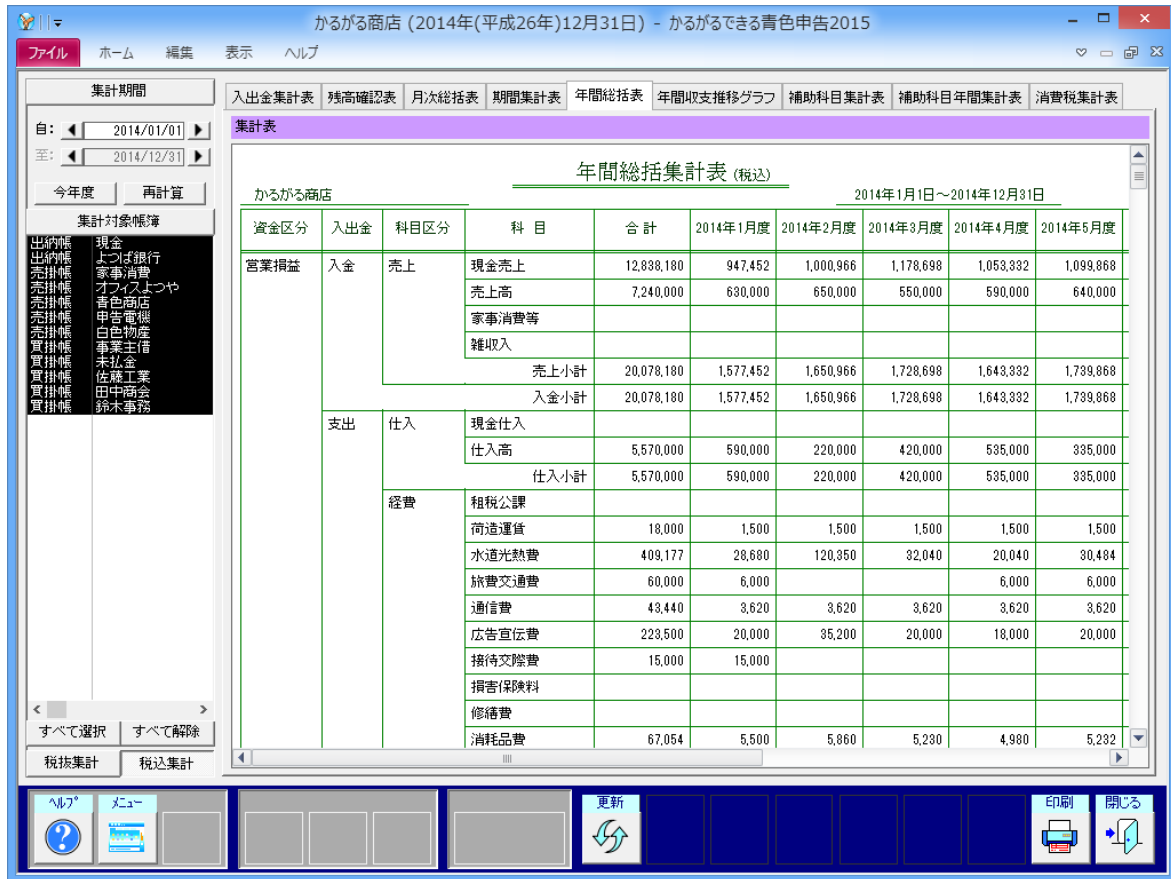 かるがる商店 (2014年(平成26年)12月31日) - かるがるできる青色申告2015
ファイル ホーム 編集 表示 ヘルプ
集計期間
自: 2014/01/01
至: 2014/12/31
今年度 再計算
集計対象帳簿
出納帳 現金
出納帳 よつば銀行
売掛帳 家事消費
売掛帳 オフィスよつや
売掛帳 青色商店
売掛帳 申告電機
売掛帳 白色物産
買掛帳 事業主借
買掛帳 未払金
買掛帳 佐藤工業
買掛帳 田中商会
買掛帳 鈴木事務
すべて選択 すべて解除
税抜集計 税込集計
入出金集計表 残高確認表 月次総括表 期間集計表 年間総括表 年間収支推移グラフ 補助科目集計表 補助科目年間集計表 消費税集計表
集計表
年間総括集計表 (税込)
かるがる商店 2014年1月1日～2014年12月31日
資金区分 入出金 科目区分 科 目 合 計 2014年1月度 2014年2月度 2014年3月度 2014年4月度 2014年5月度
営業損益 入金 売上 現金売上 12,838,180 947,452 1,000,966 1,178,698 1,053,332 1,099,868
売上高 7,240,000 630,000 650,000 550,000 590,000 640,000
家事消費等
雑収入
売上小計 20,078,180 1,577,452 1,650,966 1,728,698 1,643,332 1,739,868
入金小計 20,078,180 1,577,452 1,650,966 1,728,698 1,643,332 1,739,868
支出 仕入 現金仕入
仕入高 5,570,000 590,000 220,000 420,000 535,000 335,000
仕入小計 5,570,000 590,000 220,000 420,000 535,000 335,000
経費 租税公課
荷造運賃 18,000 1,500 1,500 1,500 1,500 1,500
水道光熱費 409,177 28,680 120,350 32,040 20,040 30,484
旅費交通費 60,000 6,000 6,000 6,000
通信費 43,440 3,620 3,620 3,620 3,620 3,620
広告宣伝費 223,500 20,000 35,200 20,000 18,000 20,000
接待交際費 15,000 15,000
損害保険料
修繕費
消耗品費 67,054 5,500 5,860 5,230 4,980 5,232
ヘルプ メニュー 更新 印刷 閉じる